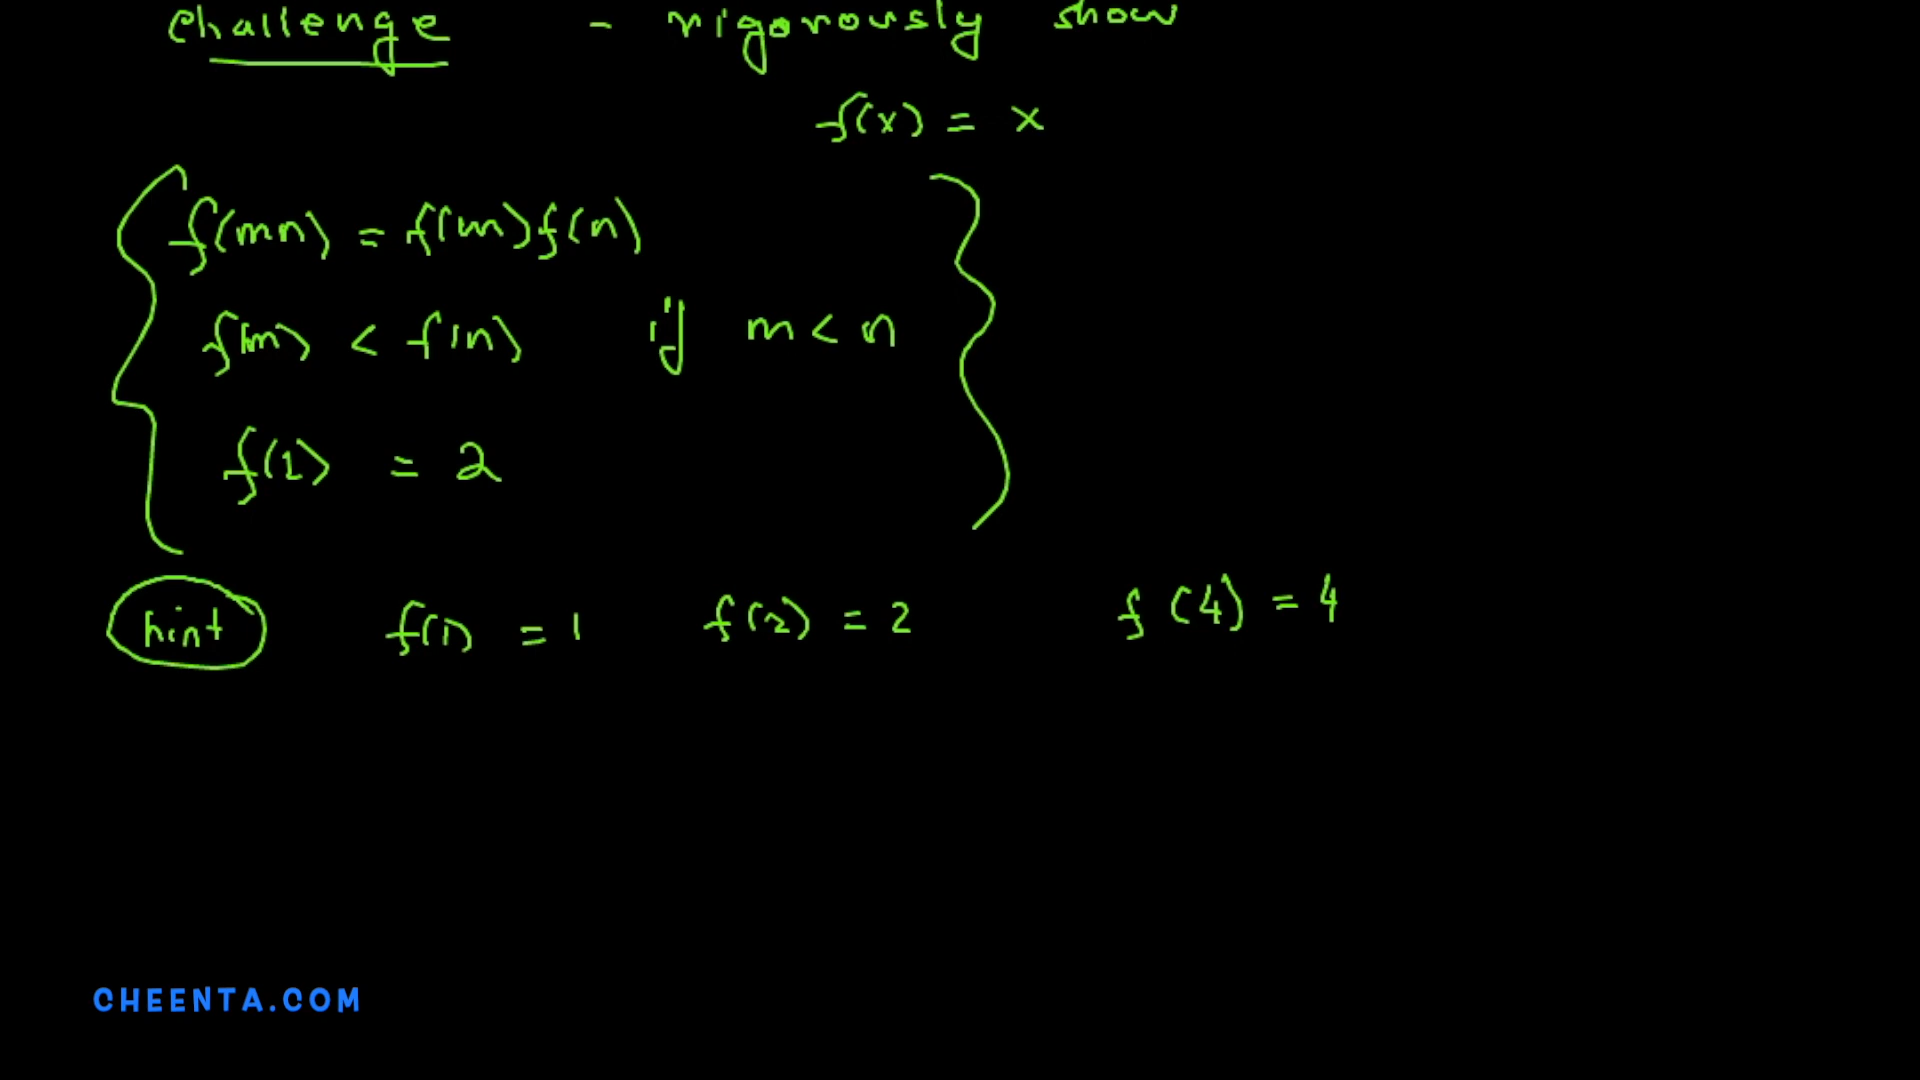 challenge - rigorously show
f(x) = x
f(mn) = f(m)f(n)
f(m) < f(n) if m < n
f(2) = 2
hint f(1) = 1 f(2) = 2 f(4) = 4
CHEENTA.COM